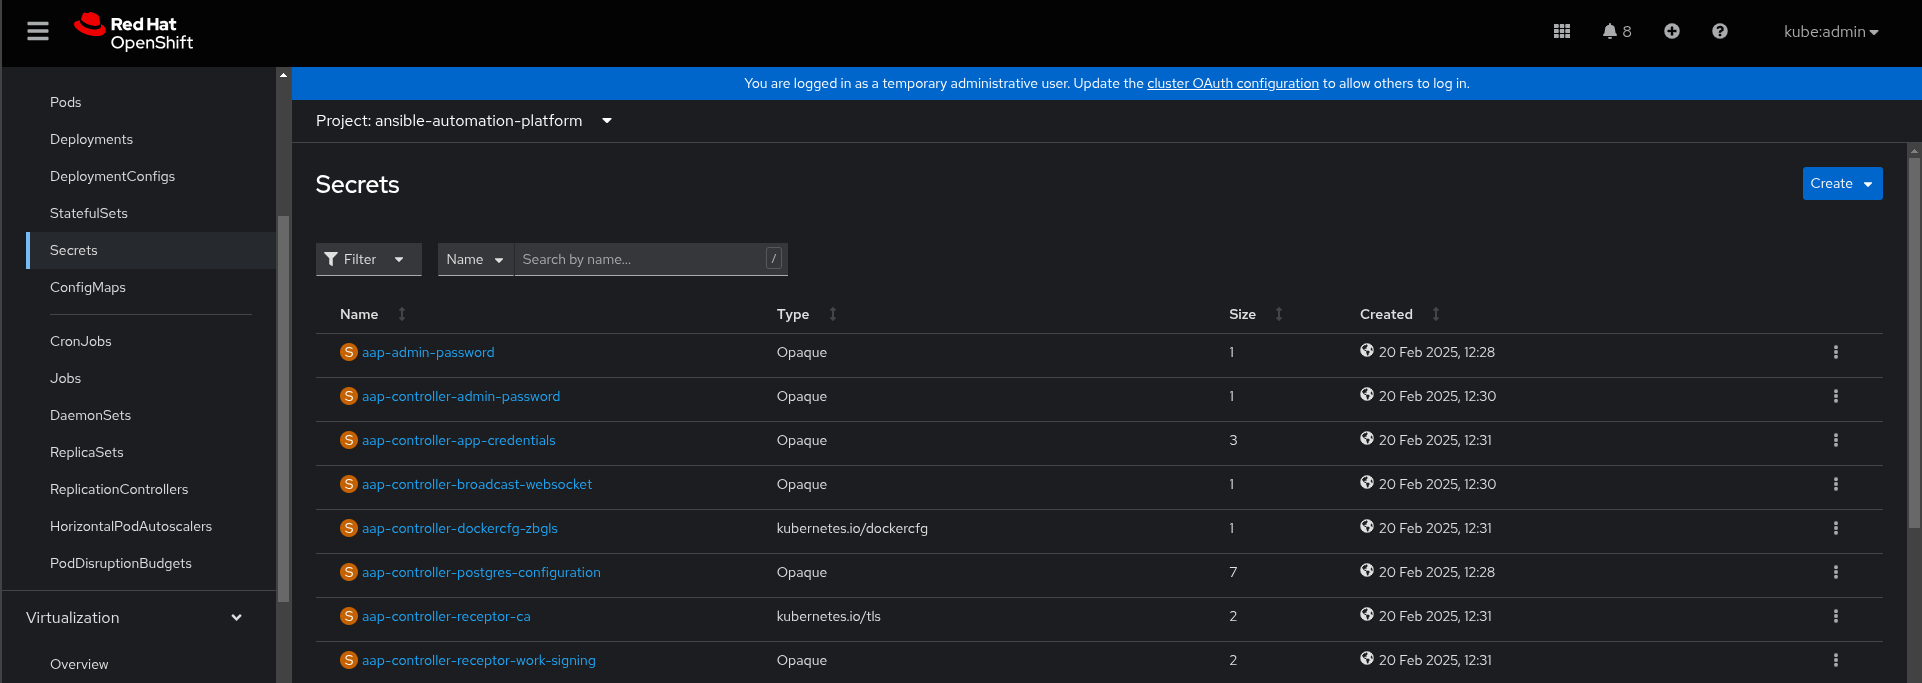 Red Hat
OpenShift
8
kube:admin
Pods
Deployments
DeploymentConfigs
StatefulSets
Secrets
ConfigMaps
CronJobs
Jobs
DaemonSets
ReplicaSets
ReplicationControllers
HorizontalPodAutoscalers
PodDisruptionBudgets
Virtualization
Overview
You are logged in as a temporary administrative user. Update the cluster OAuth configuration to allow others to log in.
Project: ansible-automation-platform
Secrets
Create
Filter Name Search by name... /
Name Type Size Created
S aap-admin-password Opaque 1 20 Feb 2025, 12:28
S aap-controller-admin-password Opaque 1 20 Feb 2025, 12:30
S aap-controller-app-credentials Opaque 3 20 Feb 2025, 12:31
S aap-controller-broadcast-websocket Opaque 1 20 Feb 2025, 12:30
S aap-controller-dockercfg-zbgls kubernetes.io/dockercfg 1 20 Feb 2025, 12:31
S aap-controller-postgres-configuration Opaque 7 20 Feb 2025, 12:28
S aap-controller-receptor-ca kubernetes.io/tls 2 20 Feb 2025, 12:31
S aap-controller-receptor-work-signing Opaque 2 20 Feb 2025, 12:31